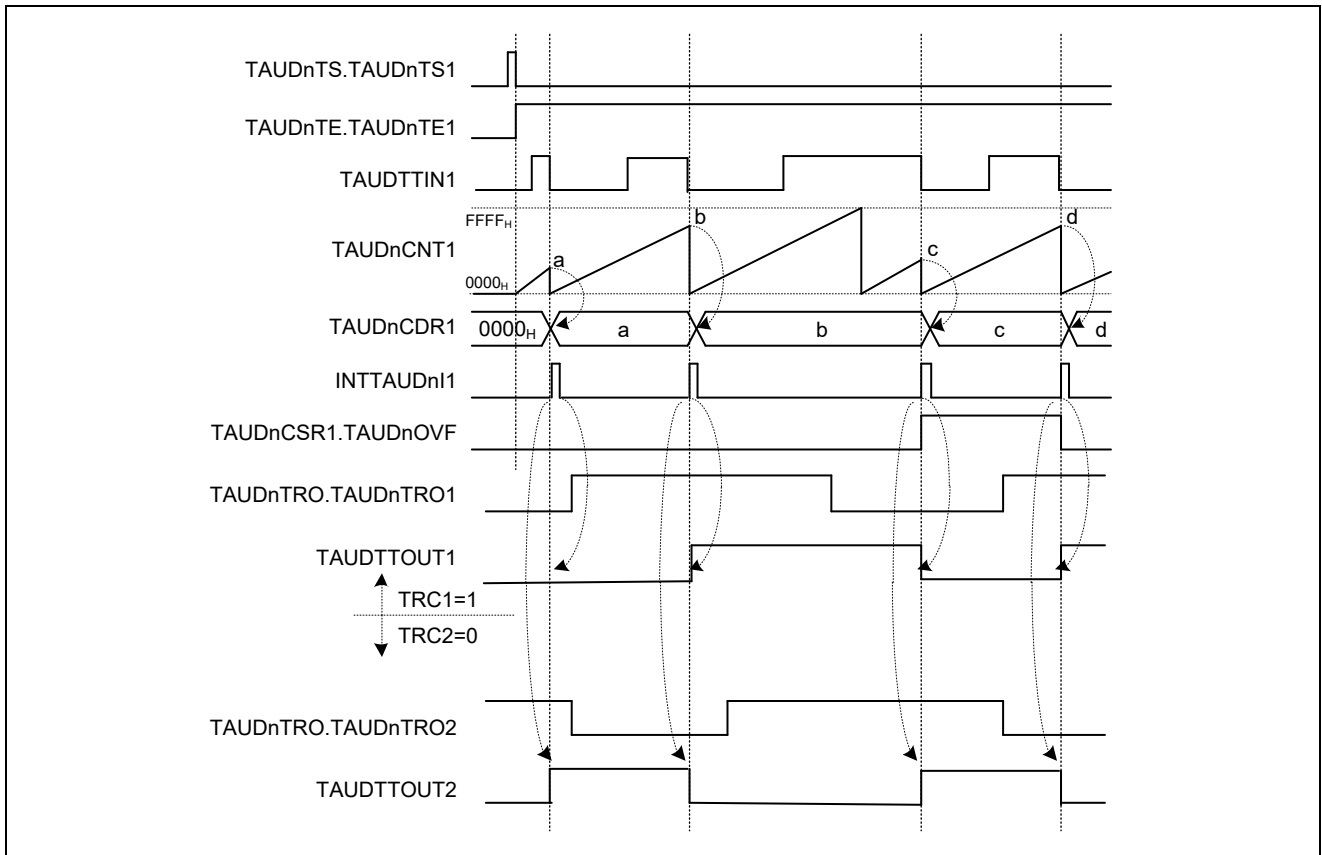 TAUDnTS.TAUDnTS1
TAUDnTE.TAUDnTE1
TAUDTTIN1
FFFFH
b
d
TAUDnCNT1
a
c
0000H
TAUDnCDR1
0000H
a
b
c
d
INTTAUDnI1
TAUDnCSR1.TAUDnOVF
TAUDnTRO.TAUDnTRO1
TAUDTTOUT1
TRC1=1
TRC2=0
TAUDnTRO.TAUDnTRO2
TAUDTTOUT2